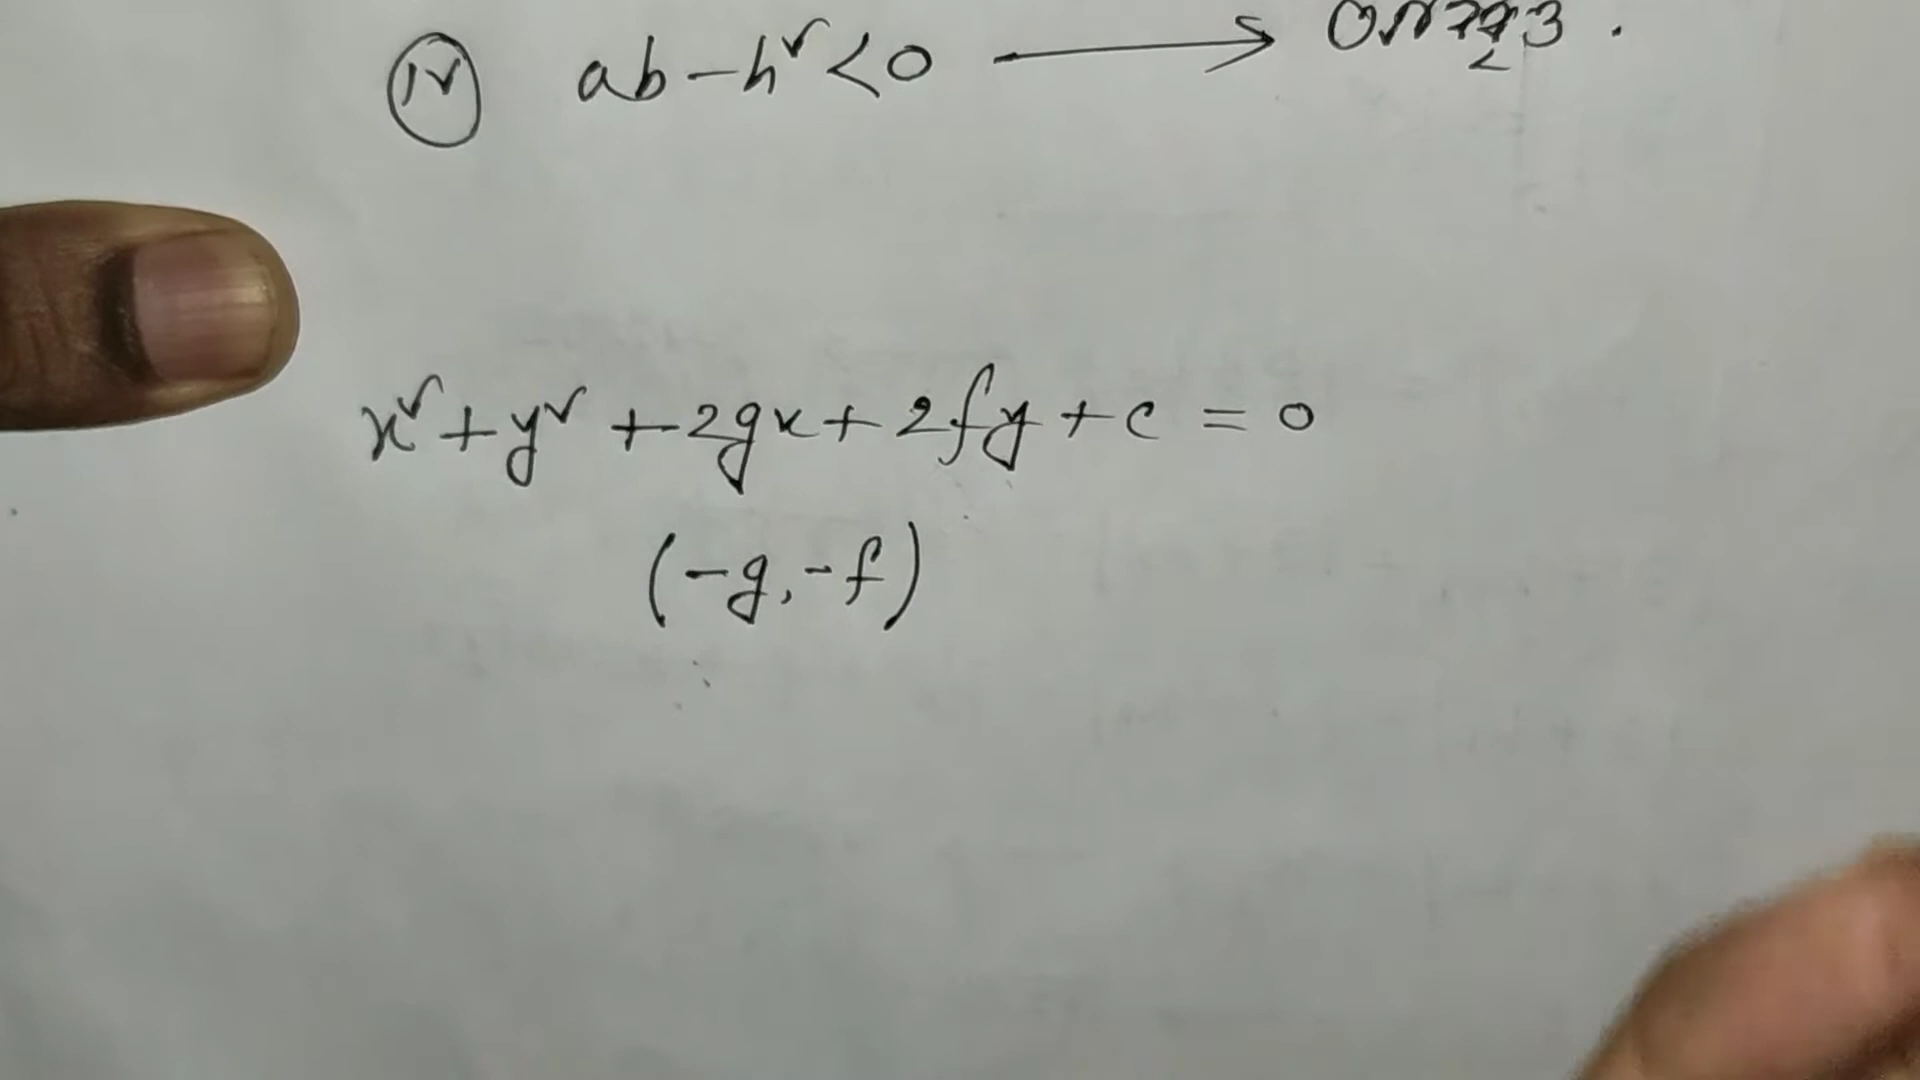 (IV) ab - h² < 0 →
x² + y² + 2gx + 2fy + c = 0
(-g, -f)